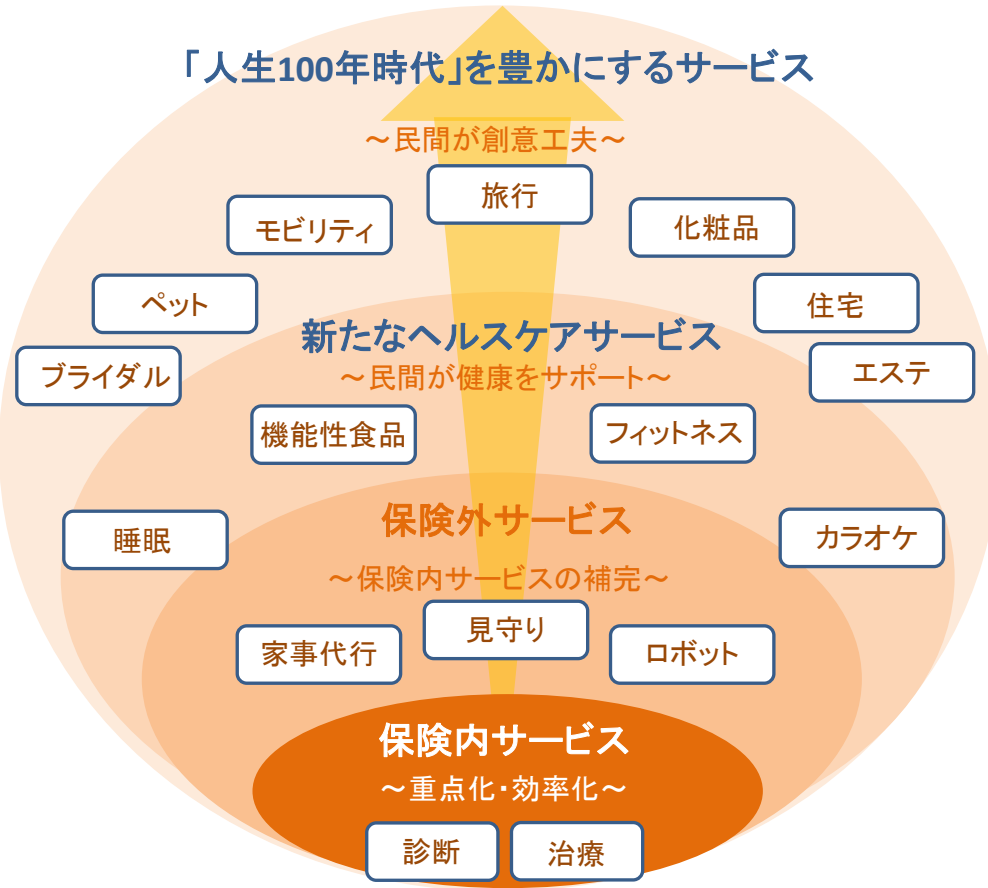 「人生100年時代」を豊かにするサービス
～民間が創意工夫～
旅行
モビリティ
化粧品
ペット
住宅
新たなヘルスケアサービス
ブライダル
エステ
～民間が健康をサポート～
機能性食品
フィットネス
保険外サービス
睡眠
カラオケ
～保険内サービスの補完～
見守り
家事代行
ロボット
保険内サービス
～重点化・効率化～
診断
治療